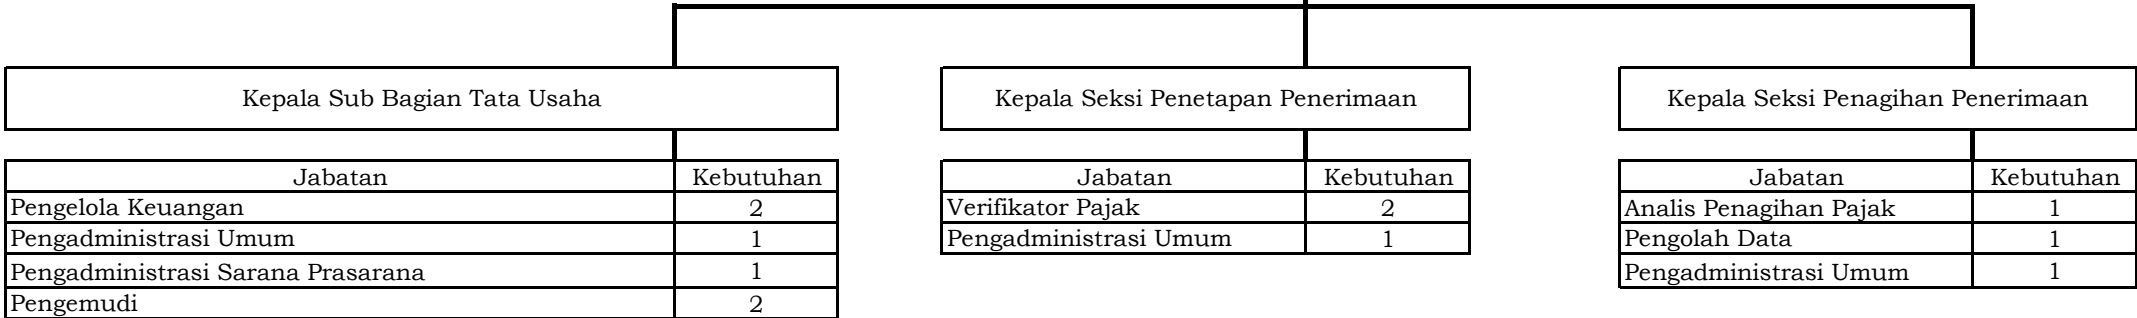 Kepala Sub Bagian Tata Usaha
Jabatan Kebutuhan
Pengelola Keuangan 2
Pengadministrasi Umum 1
Pengadministrasi Sarana Prasarana 1
Pengemudi 2
Kepala Seksi Penetapan Penerimaan
Jabatan Kebutuhan
Verifikator Pajak 2
Pengadministrasi Umum 1
Kepala Seksi Penagihan Penerimaan
Jabatan Kebutuhan
Analis Penagihan Pajak 1
Pengolah Data 1
Pengadministrasi Umum 1